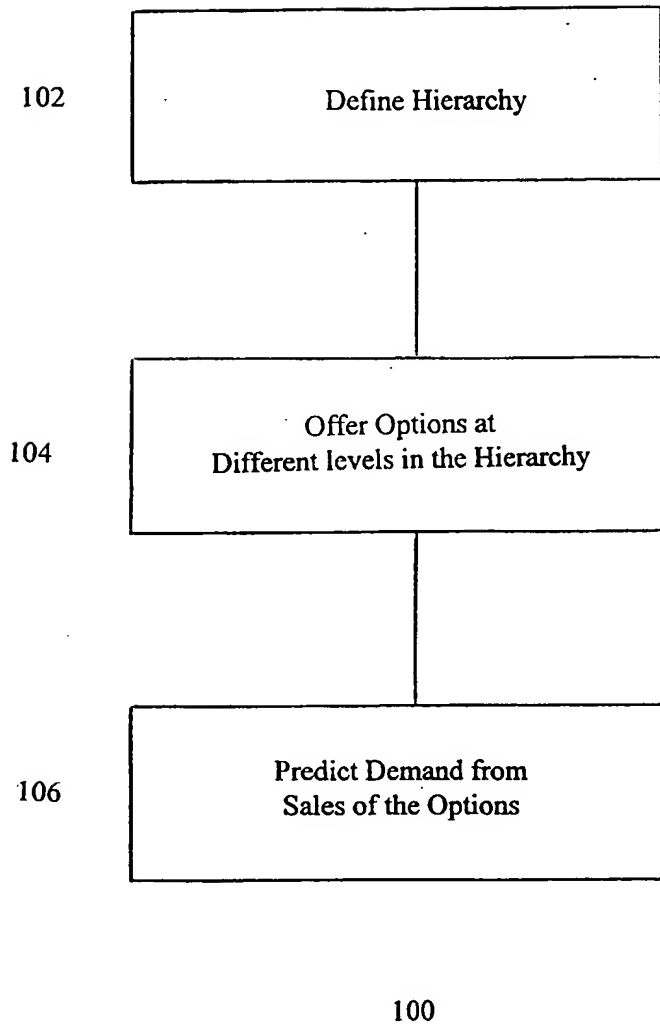 102
Define Hierarchy
104
Offer Options at
Different levels in the Hierarchy
106
Predict Demand from
Sales of the Options
100